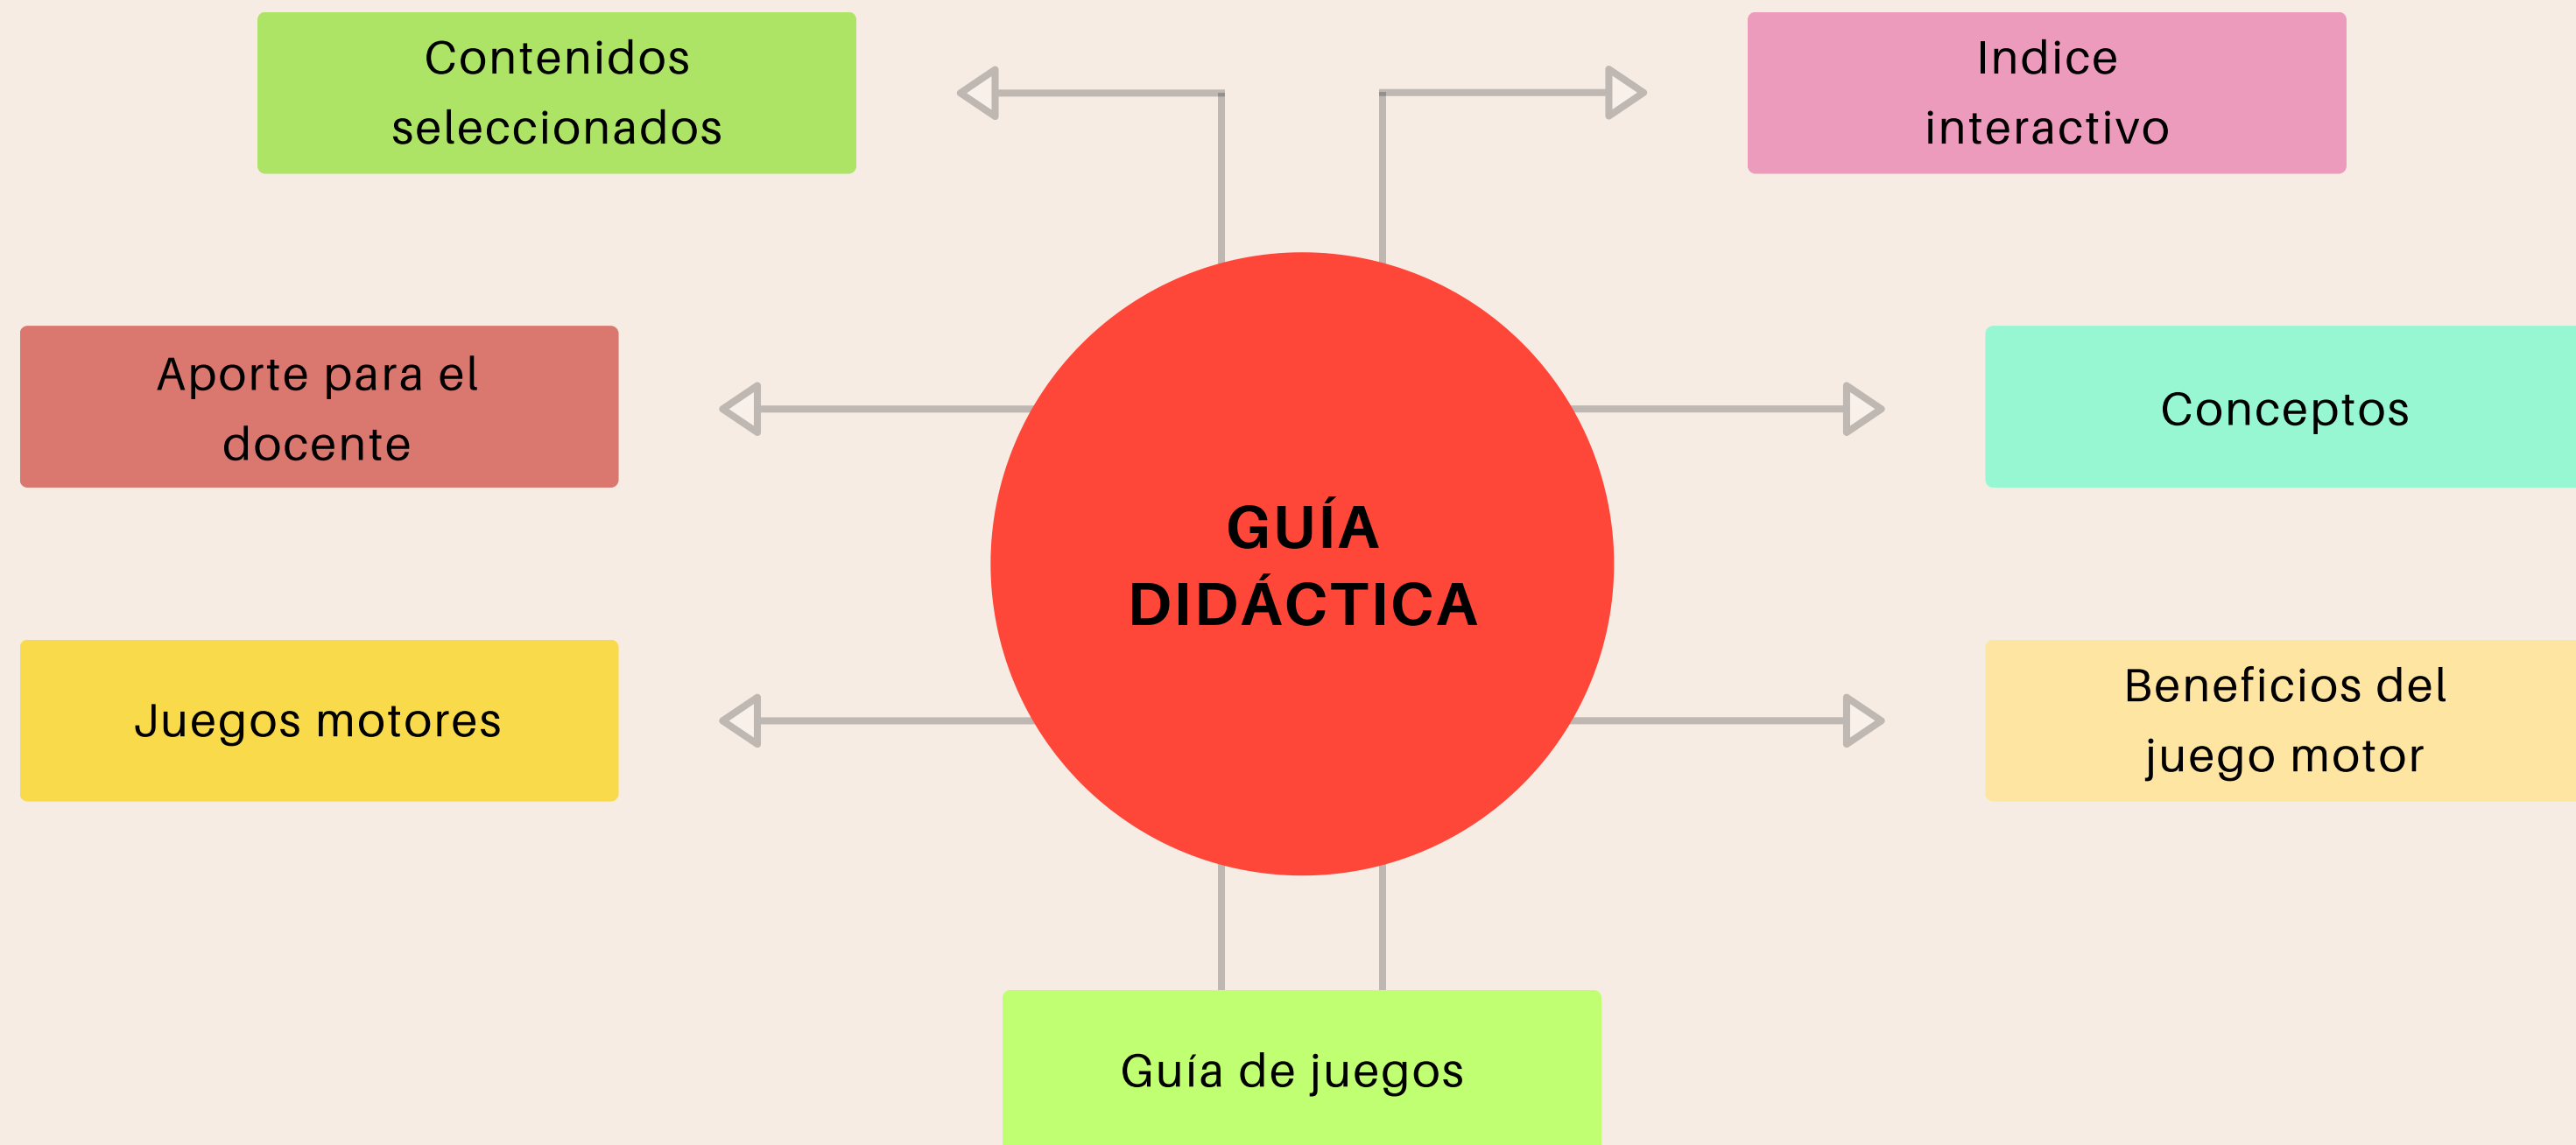 Contenidos
seleccionados
Indice
interactivo
Aporte para el
docente
Conceptos
GUÍA
DIDÁCTICA
Juegos motores
Beneficios del
juego motor
Guía de juegos